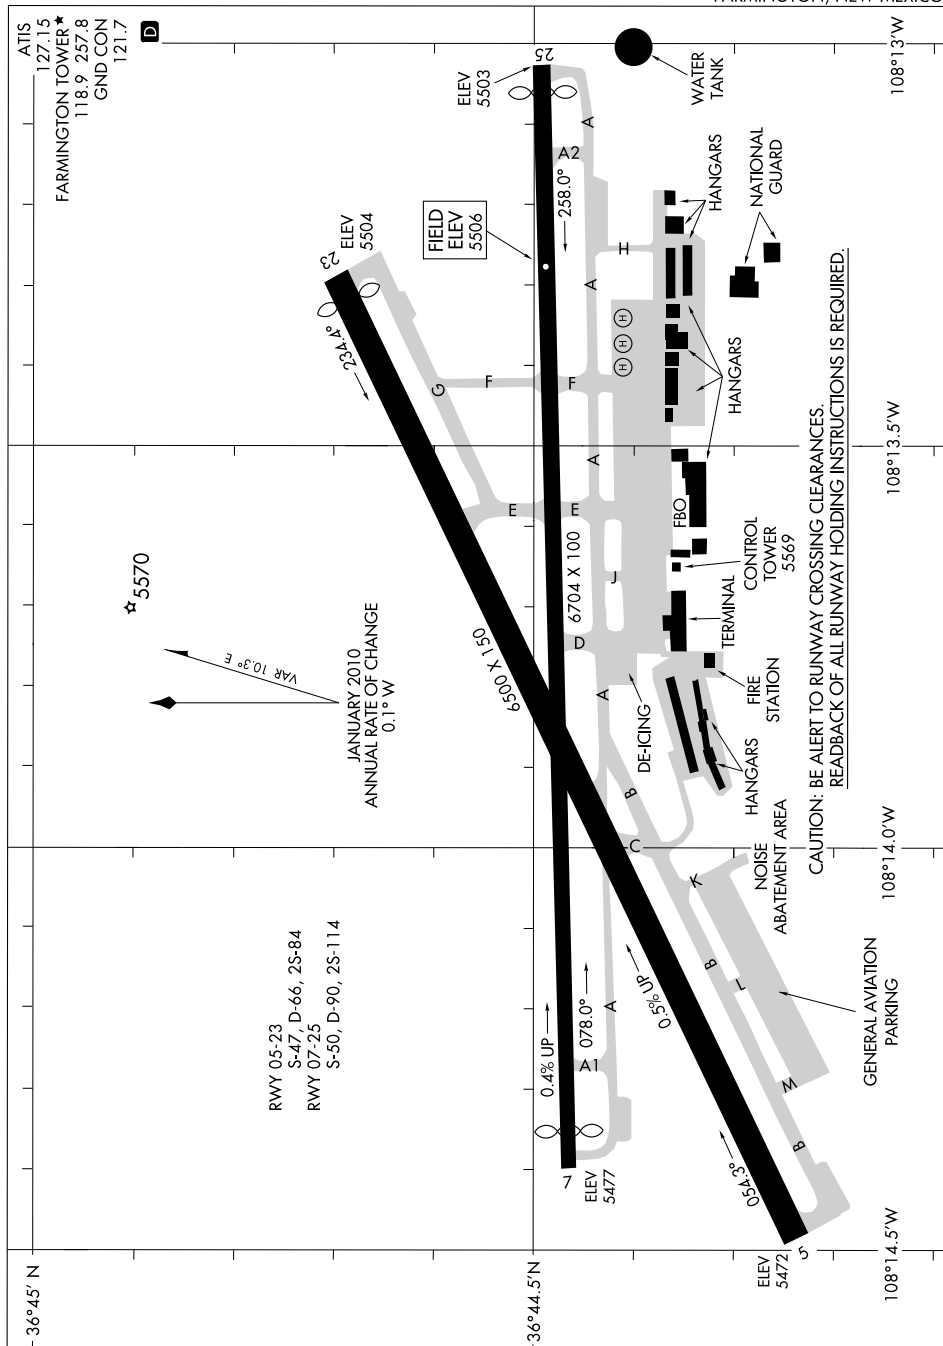 FARMINGTON, NEW MEXICO
ATIS
127.15
FARMINGTON TOWER★
118.9 257.8
GND CON
121.7
D
36°45' N
36°44.5'N
108°13'W
108°13.5'W
108°14.0'W
108°14.5'W
25
ELEV
5503
WATER
TANK
A
A2
258.0°
FIELD
ELEV
5506
23
ELEV
5504
234.4°
HANGARS
NATIONAL
GUARD
H
A
H
H
H
G
F
F
HANGARS
A
E
E
FBO
6704 X 100
J
CONTROL
TOWER
5569
TERMINAL
D
6500 X 150
A
DE-ICING
FIRE
STATION
HANGARS
B
C
5570
VAR 10.3° E
JANUARY 2010
ANNUAL RATE OF CHANGE
0.1° W
NOISE
ABATEMENT AREA
CAUTION: BE ALERT TO RUNWAY CROSSING CLEARANCES.
READBACK OF ALL RUNWAY HOLDING INSTRUCTIONS IS REQUIRED.
K
B
L
GENERAL AVIATION
PARKING
M
B
RWY 05-23
S-47, D-66, 2S-84
RWY 07-25
S-50, D-90, 2S-114
0.4% UP
078.0°
A
A1
0.5% UP
7
ELEV
5477
054.3°
5
ELEV
5472